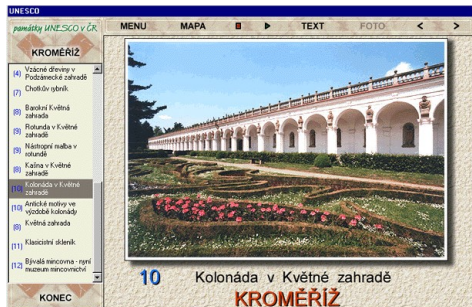 UNESCO
památky UNESCO v ČR
MENU MAPA TEXT FOTO < >
KROMĚŘÍŽ
(4) Vzácné dřeviny v
Podzámecké zahradě
(7) Chotkův rybník
(8) Barokní Květná
zahrada
(9) Rotunda v Květné
zahradě
(9) Nástropní malba v
rotundě
(8) Kašna v Květné
zahradě
(10) Kolonáda v Květné
zahradě
(10) Antické motivy ve
výzdobě kolonády
(8) Květná zahrada
(11) Klasicistní skleník
(12) Bývalá mincovna - nyní
muzeum mincovnictví
KONEC
10 Kolonáda v Květné zahradě
KROMĚŘÍŽ